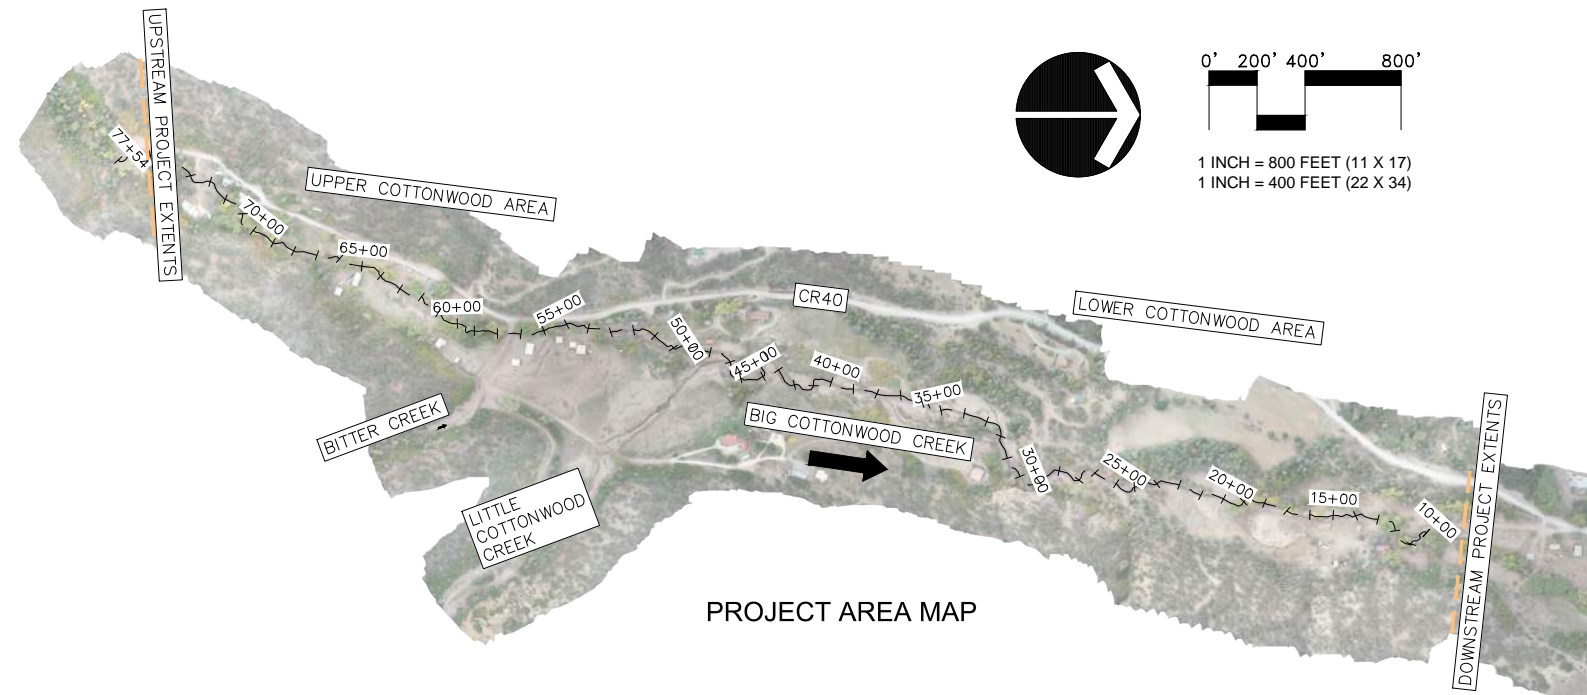 UPSTREAM PROJECT EXTENTS
0' 200' 400' 800'
1 INCH = 800 FEET (11 X 17)
1 INCH = 400 FEET (22 X 34)
77+54
UPPER COTTONWOOD AREA
70+00
65+00
60+00
55+00
50+00
45+00
40+00
35+00
30+00
25+00
20+00
15+00
10+00
CR40
LOWER COTTONWOOD AREA
BITTER CREEK
BIG COTTONWOOD CREEK
LITTLE
COTTONWOOD
CREEK
DOWNSTREAM PROJECT EXTENTS
PROJECT AREA MAP